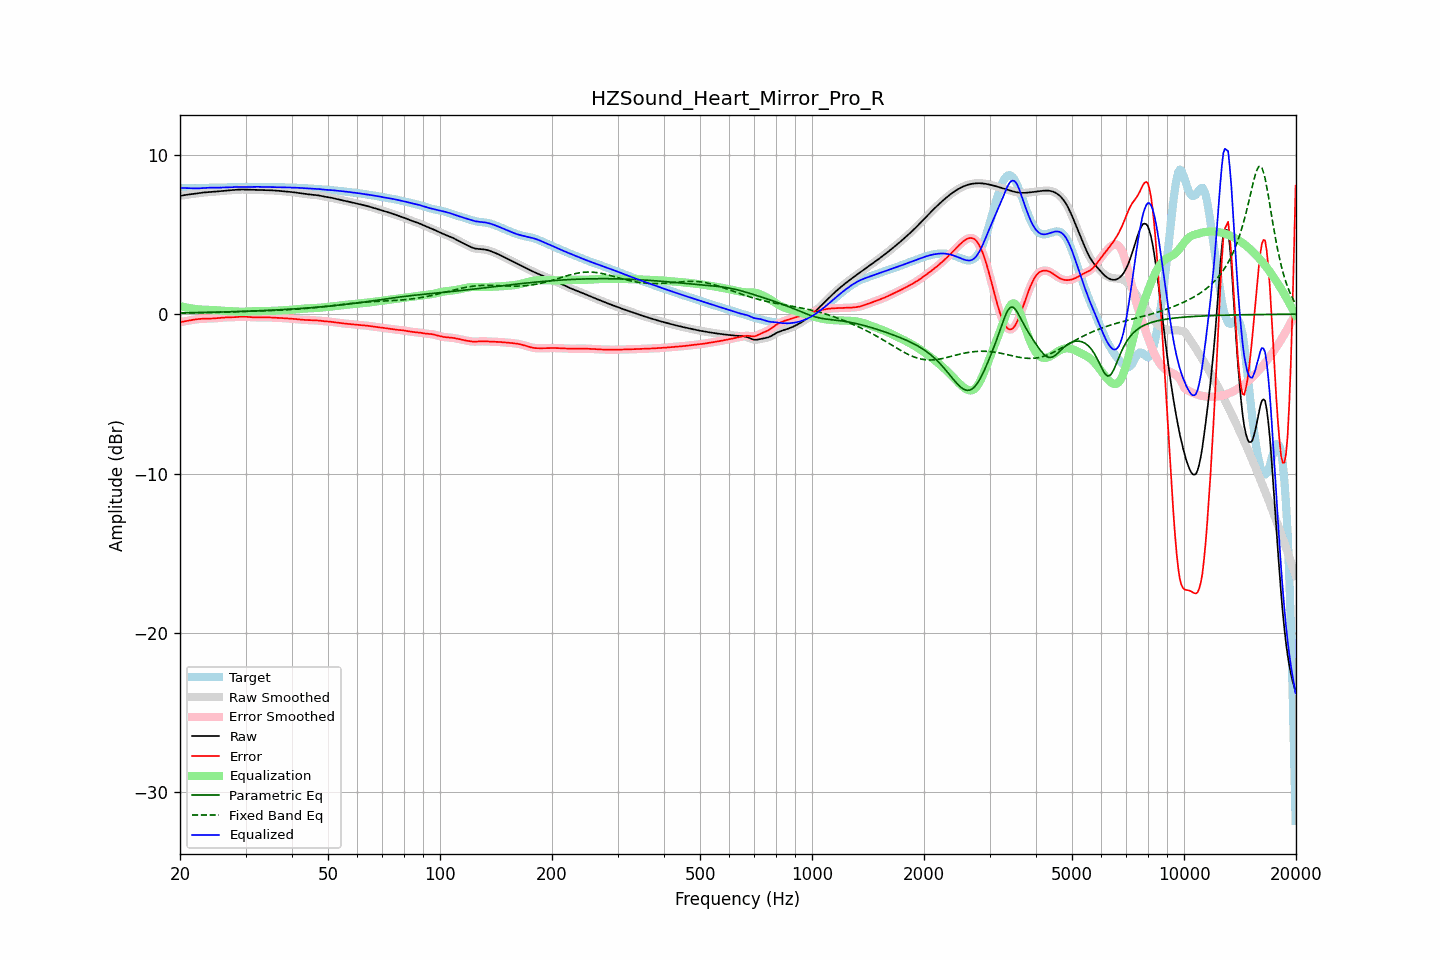 HZSound_Heart_Mirror_Pro_R
10
0
−10
−20
−30
Amplitude (dBr)
Target
Raw Smoothed
Error Smoothed
Raw
Error
Equalization
Parametric Eq
Fixed Band Eq
Equalized
20 50 100 200 500 1000 2000 5000 10000 20000
Frequency (Hz)